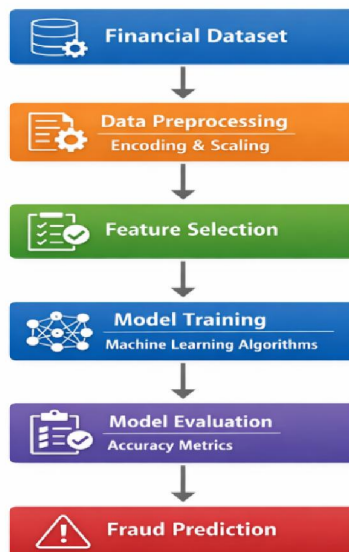 Financial Dataset
Data Preprocessing
Encoding & Scaling
Feature Selection
Model Training
Machine Learning Algorithms
Model Evaluation
Accuracy Metrics
Fraud Prediction